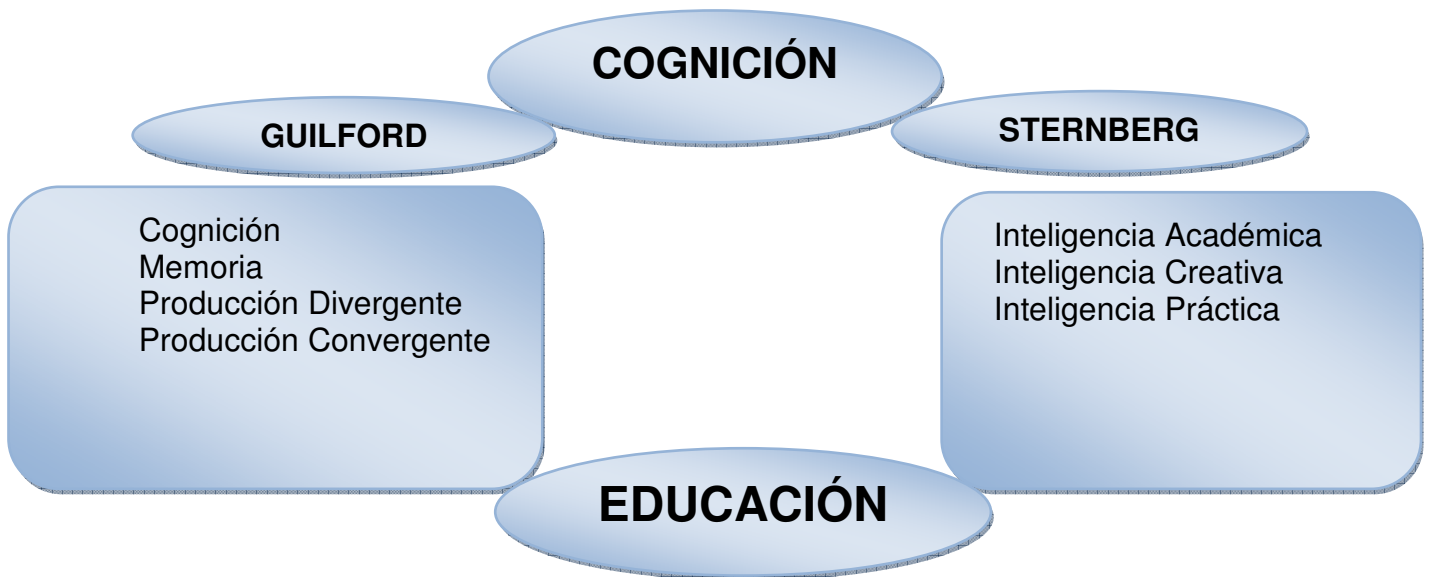 COGNICIÓN
GUILFORD
STERNBERG
Cognición
Memoria
Producción Divergente
Producción Convergente
Inteligencia Académica
Inteligencia Creativa
Inteligencia Práctica
EDUCACIÓN